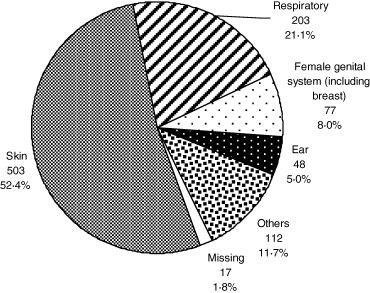 Respiratory
203
21·1%
Female genital
system (including
breast)
77
8·0%
Ear
48
5·0%
Others
112
11·7%
Missing
17
1·8%
Skin
503
52·4%